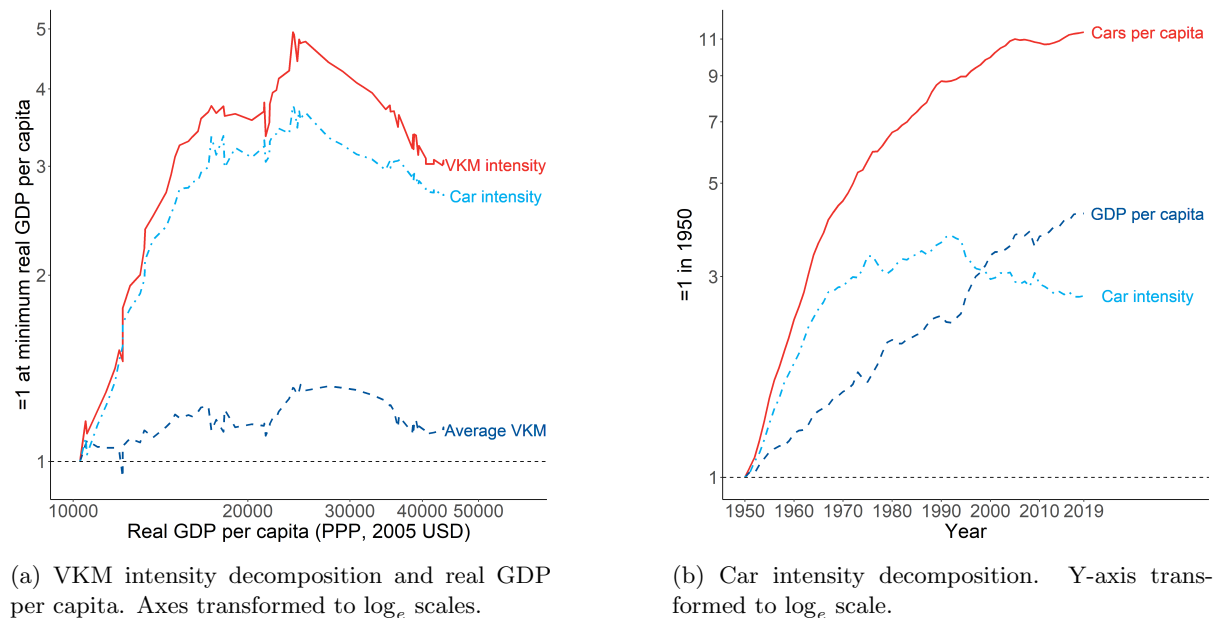 =1 at minimum real GDP per capita
5
4
3
2
1
VKM intensity
Car intensity
Average VKM
10000 20000 30000 40000 50000
Real GDP per capita (PPP, 2005 USD)
(a) VKM intensity decomposition and real GDP
per capita. Axes transformed to logₑ scales.
=1 in 1950
11
9
7
5
3
1
Cars per capita
GDP per capita
Car intensity
1950 1960 1970 1980 1990 2000 2010 2019
Year
(b) Car intensity decomposition. Y-axis trans-
formed to logₑ scale.